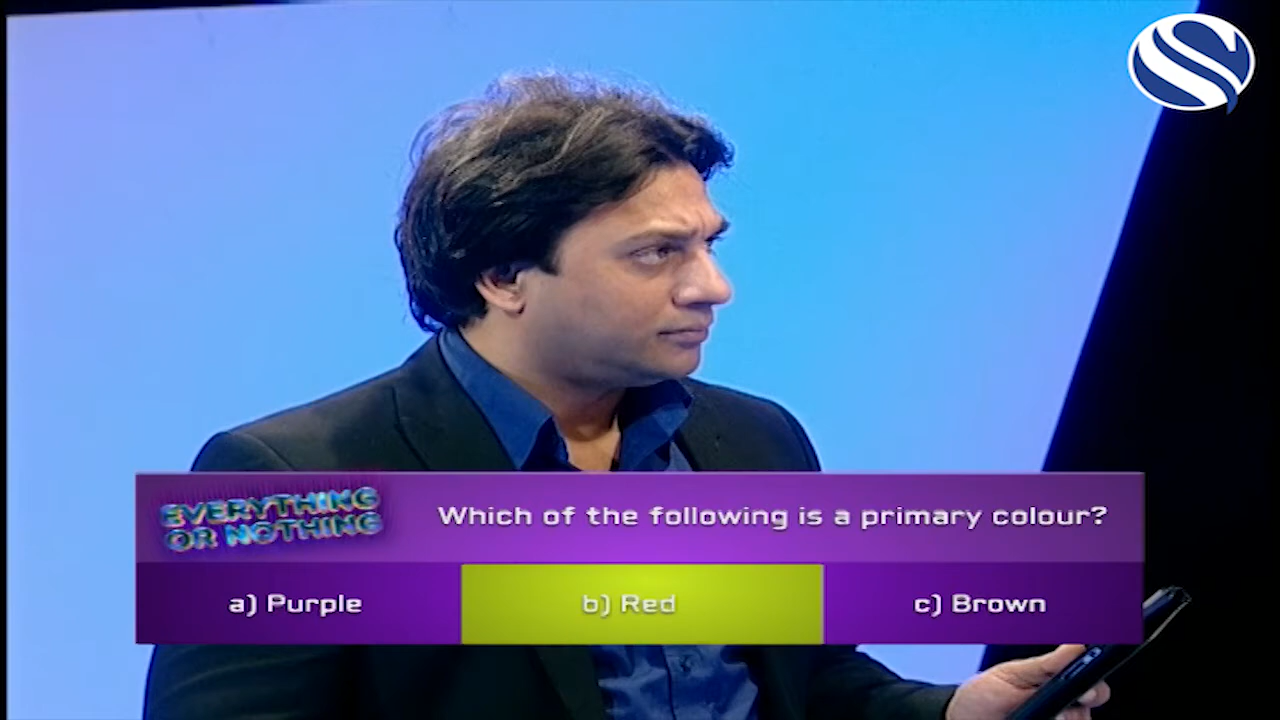 EVERYTHING
OR NOTHING
Which of the following is a primary colour?
a) Purple
b) Red
c) Brown